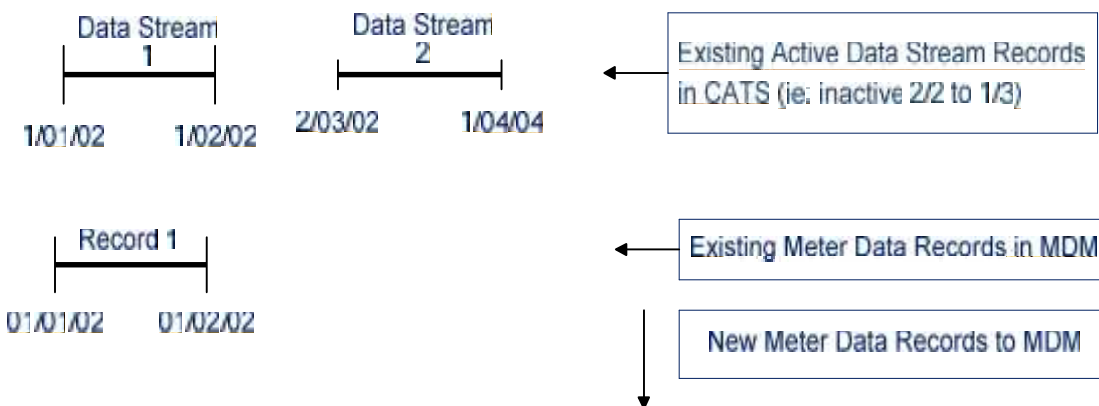 Data Stream
1
Data Stream
2
Existing Active Data Stream Records
in CATS (ie: inactive 2/2 to 1/3)
1/01/02
1/02/02
2/03/02
1/04/04
Record 1
Existing Meter Data Records in MDM
01/01/02
01/02/02
New Meter Data Records to MDM